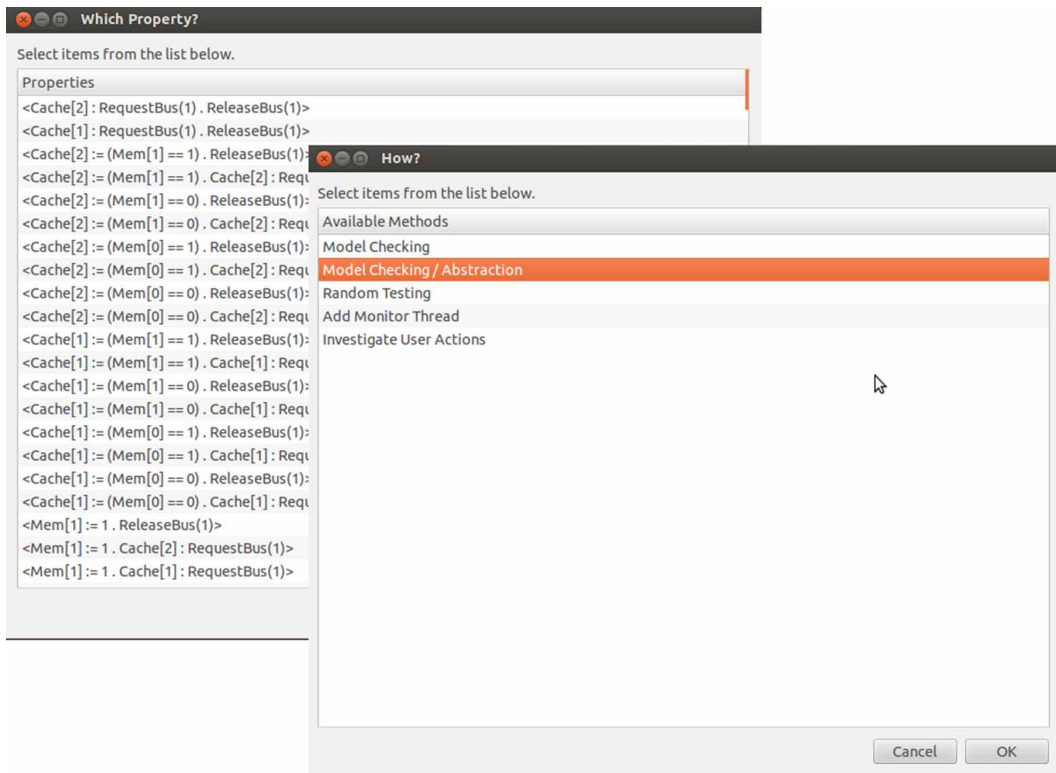 Which Property?
Select items from the list below.
Properties
<Cache[2] : RequestBus(1) . ReleaseBus(1)>
<Cache[1] : RequestBus(1) . ReleaseBus(1)>
<Cache[2] := (Mem[1] == 1) . ReleaseBus(1)>
<Cache[2] := (Mem[1] == 1) . Cache[2] : Requ
<Cache[2] := (Mem[1] == 0) . ReleaseBus(1)>
<Cache[2] := (Mem[1] == 0) . Cache[2] : Requ
<Cache[2] := (Mem[0] == 1) . ReleaseBus(1)>
<Cache[2] := (Mem[0] == 1) . Cache[2] : Requ
<Cache[2] := (Mem[0] == 0) . ReleaseBus(1)>
<Cache[2] := (Mem[0] == 0) . Cache[2] : Requ
<Cache[1] := (Mem[1] == 1) . ReleaseBus(1)>
<Cache[1] := (Mem[1] == 1) . Cache[1] : Requ
<Cache[1] := (Mem[1] == 0) . ReleaseBus(1)>
<Cache[1] := (Mem[1] == 0) . Cache[1] : Requ
<Cache[1] := (Mem[0] == 1) . ReleaseBus(1)>
<Cache[1] := (Mem[0] == 1) . Cache[1] : Requ
<Cache[1] := (Mem[0] == 0) . ReleaseBus(1)>
<Cache[1] := (Mem[0] == 0) . Cache[1] : Requ
<Mem[1] := 1 . ReleaseBus(1)>
<Mem[1] := 1 . Cache[2] : RequestBus(1)>
<Mem[1] := 1 . Cache[1] : RequestBus(1)>
How?
Select items from the list below.
Available Methods
Model Checking
Model Checking / Abstraction
Random Testing
Add Monitor Thread
Investigate User Actions
Cancel
OK